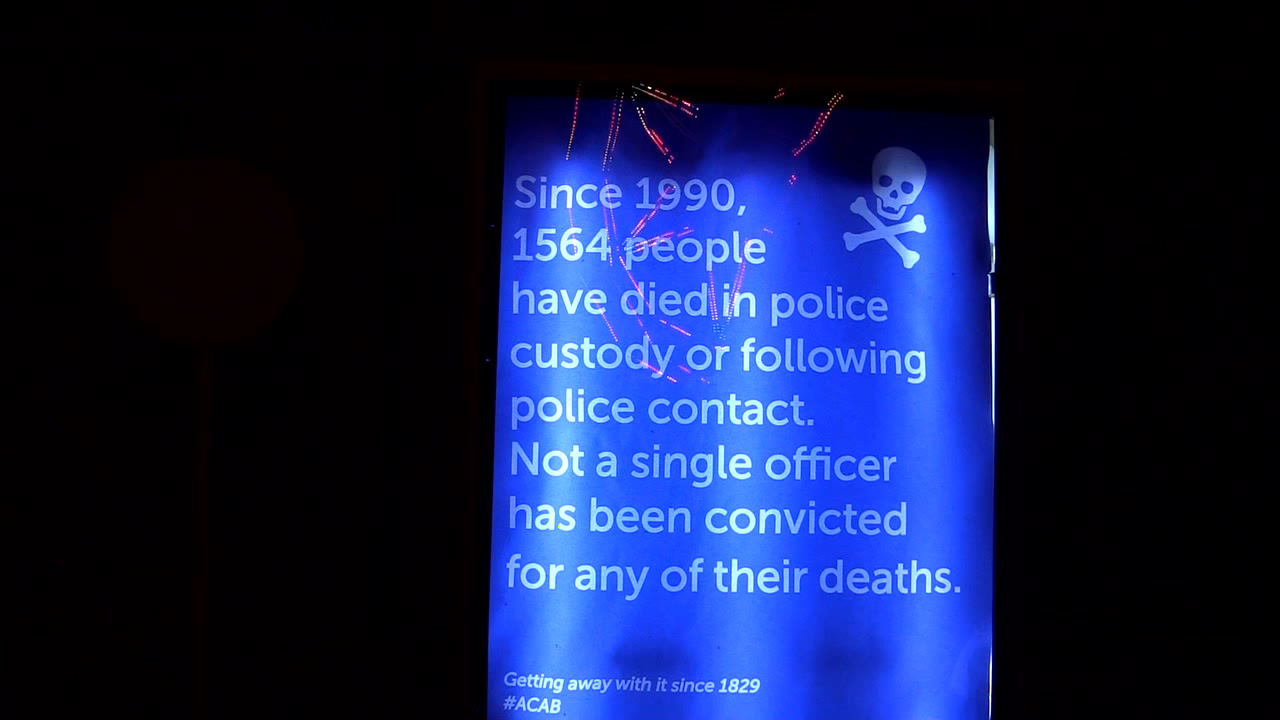 Since 1990,
1564 people
have died in police
custody or following
police contact.
Not a single officer
has been convicted
for any of their deaths.
Getting away with it since 1829
#ACAB